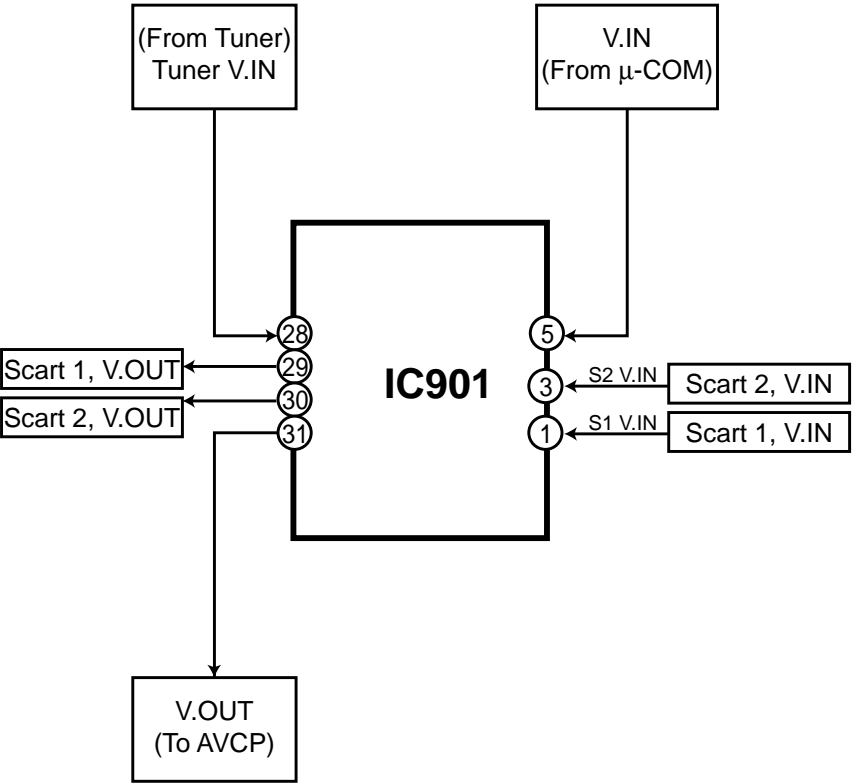 (From Tuner)
Tuner V.IN
V.IN
(From μ-COM)
28
29
30
31
IC901
5
3
1
Scart 1, V.OUT
Scart 2, V.OUT
S2 V.IN
Scart 2, V.IN
S1 V.IN
Scart 1, V.IN
V.OUT
(To AVCP)